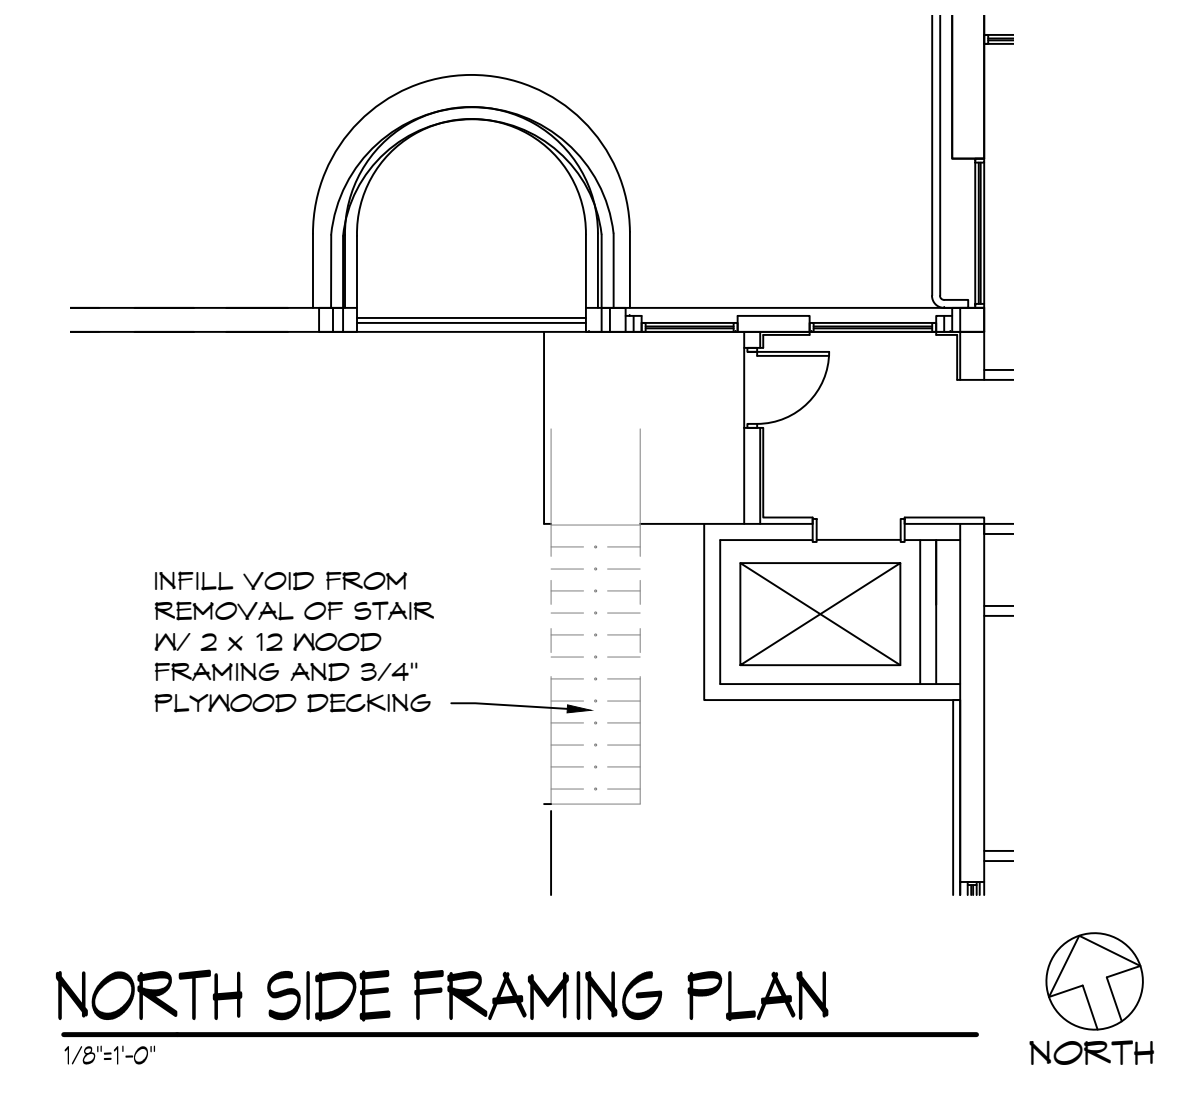 INFILL VOID FROM
REMOVAL OF STAIR
W/ 2 x 12 WOOD
FRAMING AND 3/4"
PLYWOOD DECKING
NORTH SIDE FRAMING PLAN
1/8"=1'-0"
NORTH